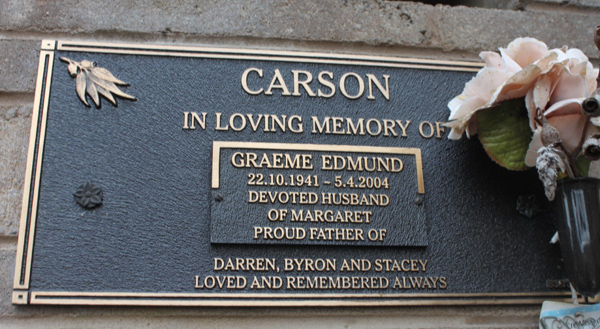 CARSON
IN LOVING MEMORY OF
GRAEME EDMUND
22.10.1941 - 5.4.2004
DEVOTED HUSBAND
OF MARGARET
PROUD FATHER OF
DARREN, BYRON AND STACEY
LOVED AND REMEMBERED ALWAYS